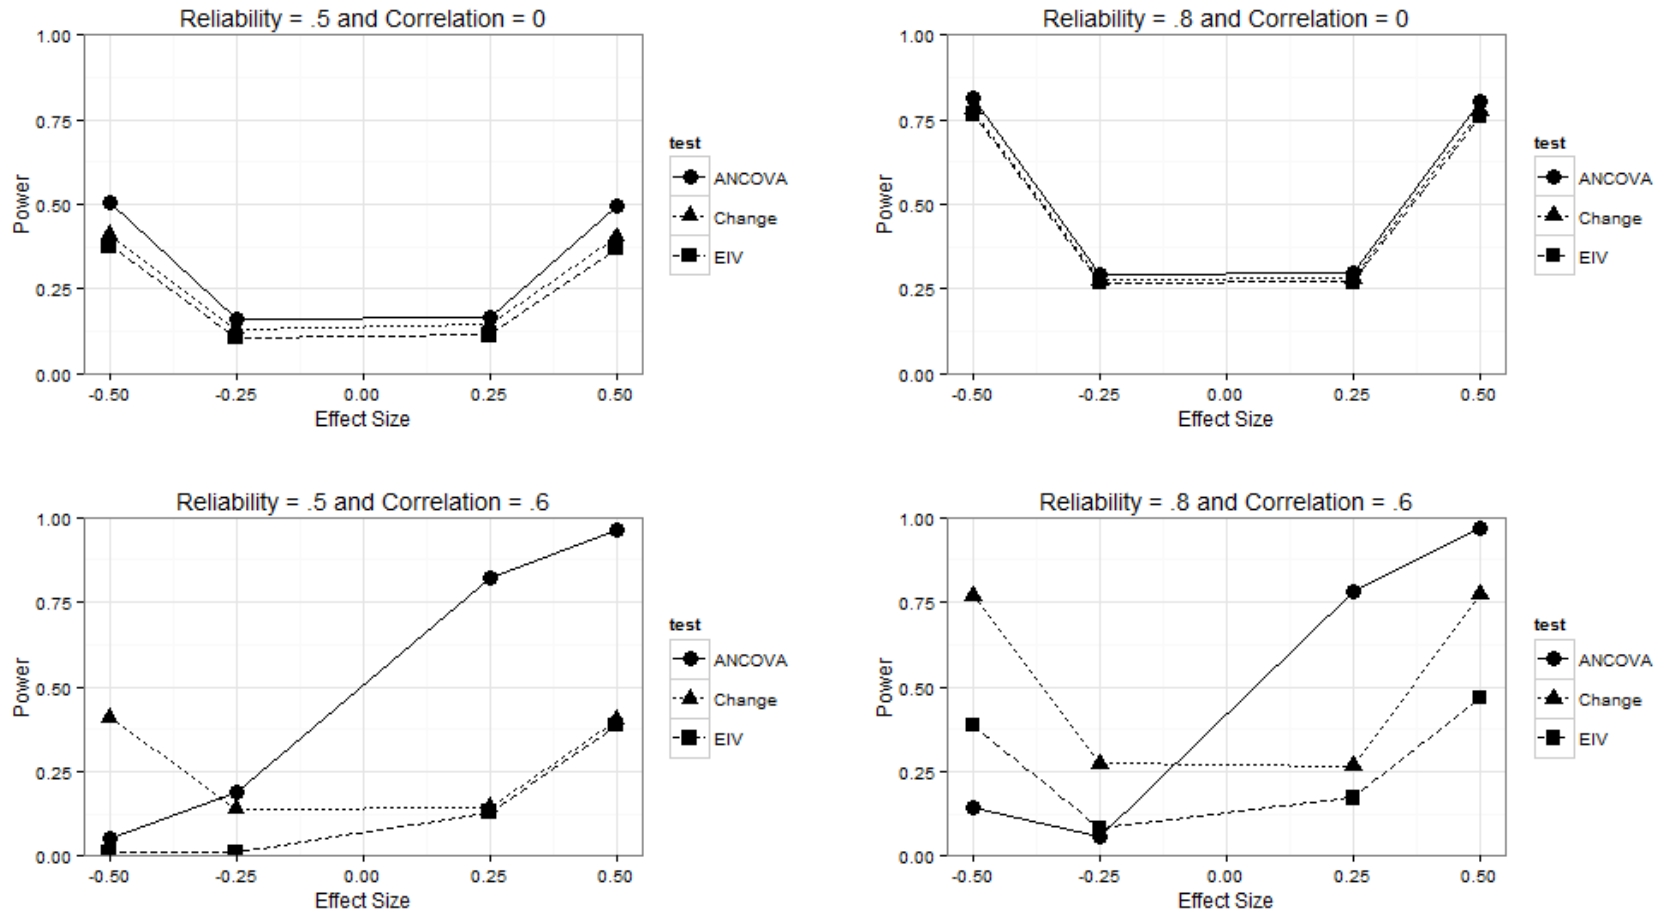 Reliability = .5 and Correlation = 0
1.00
0.75
0.50
0.25
0.00
Power
-0.50 -0.25 0.00 0.25 0.50
Effect Size
test
ANCOVA
Change
EIV
Reliability = .8 and Correlation = 0
1.00
0.75
0.50
0.25
0.00
Power
-0.50 -0.25 0.00 0.25 0.50
Effect Size
test
ANCOVA
Change
EIV
Reliability = .5 and Correlation = .6
1.00
0.75
0.50
0.25
0.00
Power
-0.50 -0.25 0.00 0.25 0.50
Effect Size
test
ANCOVA
Change
EIV
Reliability = .8 and Correlation = .6
1.00
0.75
0.50
0.25
0.00
Power
-0.50 -0.25 0.00 0.25 0.50
Effect Size
test
ANCOVA
Change
EIV